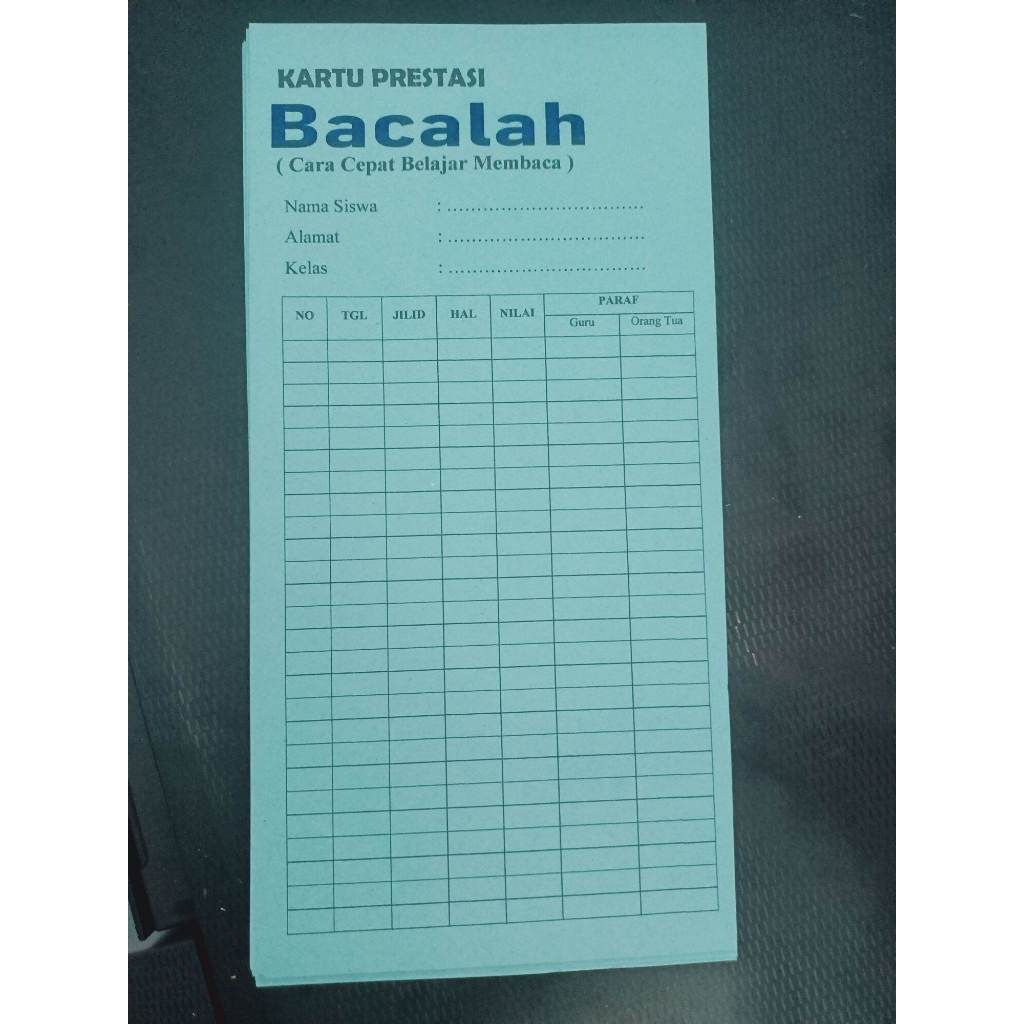 KARTU PRESTASI
Bacalah
( Cara Cepat Belajar Membaca )
Nama Siswa : .................................
Alamat : .................................
Kelas : .................................
NO TGL JILID HAL NILAI PARAF
Guru Orang Tua